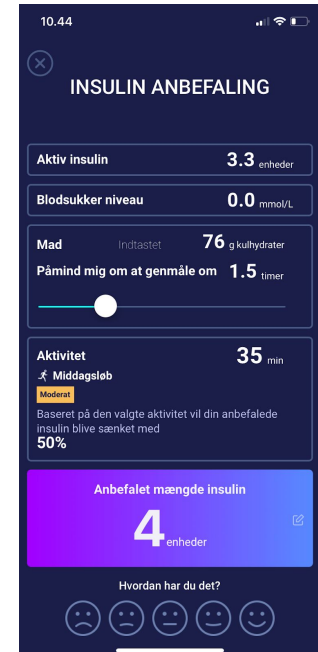 10.44
INSULIN ANBEFALING
Aktiv insulin 3.3 enheder
Blodsukker niveau 0.0 mmol/L
Mad Indtastet 76 g kulhydrater
Påmind mig om at genmåle om 1.5 timer
Aktivitet 35 min
Middagsløb
Moderat
Baseret på den valgte aktivitet vil din anbefalede
insulin blive sænket med
50%
Anbefalet mængde insulin
4 enheder
Hvordan har du det?